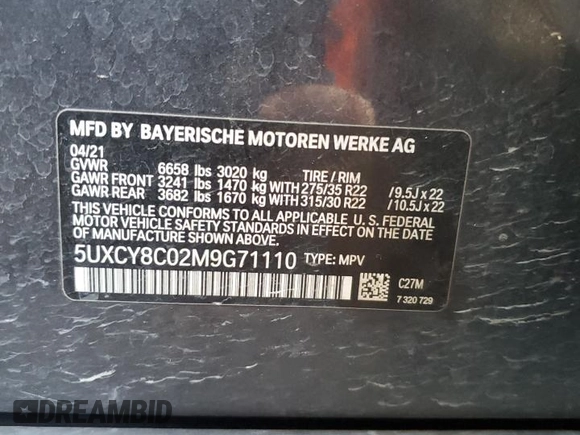 MFD BY BAYERISCHE MOTOREN WERKE AG
04/21
GVWR 6658 lbs 3020 kg TIRE / RIM
GAWR FRONT 3241 lbs 1470 kg WITH 275/35 R22 /9.5J x 22
GAWR REAR 3682 lbs 1670 kg WITH 315/30 R22 /10.5J x 22
THIS VEHICLE CONFORMS TO ALL APPLICABLE U. S. FEDERAL
MOTOR VEHICLE SAFETY STANDARDS IN EFFECT ON THE
DATE OF MANUFACTURE SHOWN ABOVE.
5UXCY8C02M9G71110 TYPE: MPV
C27M
7 320 729
DREAMBID